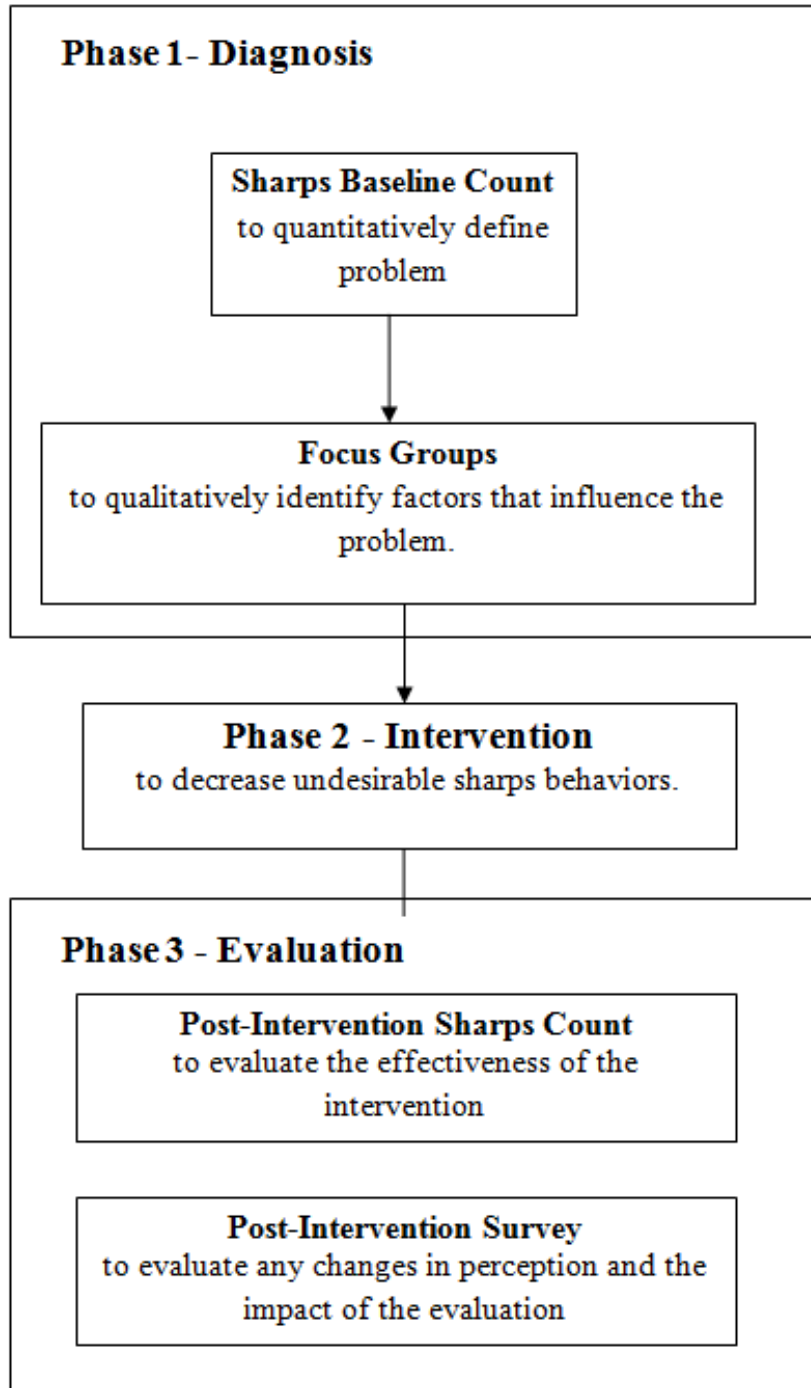 Phase 1- Diagnosis
Sharps Baseline Count
to quantitatively define
problem
Focus Groups
to qualitatively identify factors that influence the
problem.
Phase 2 - Intervention
to decrease undesirable sharps behaviors.
Phase 3 - Evaluation
Post-Intervention Sharps Count
to evaluate the effectiveness of the
intervention
Post-Intervention Survey
to evaluate any changes in perception and the
impact of the evaluation